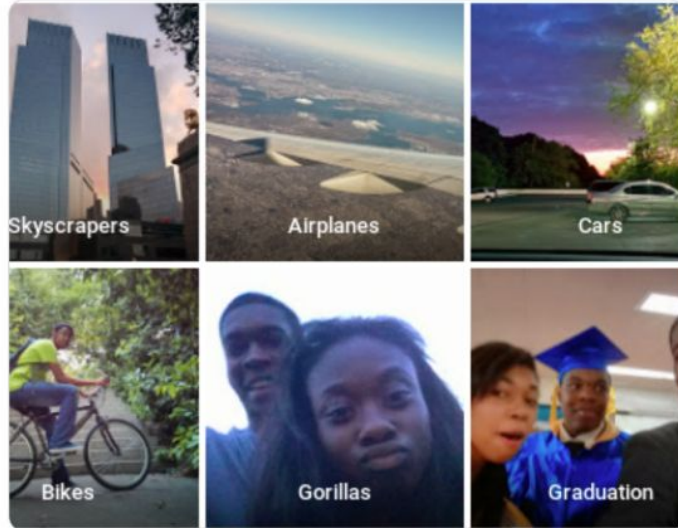 Skyscrapers
Airplanes
Cars
Bikes
Gorillas
Graduation